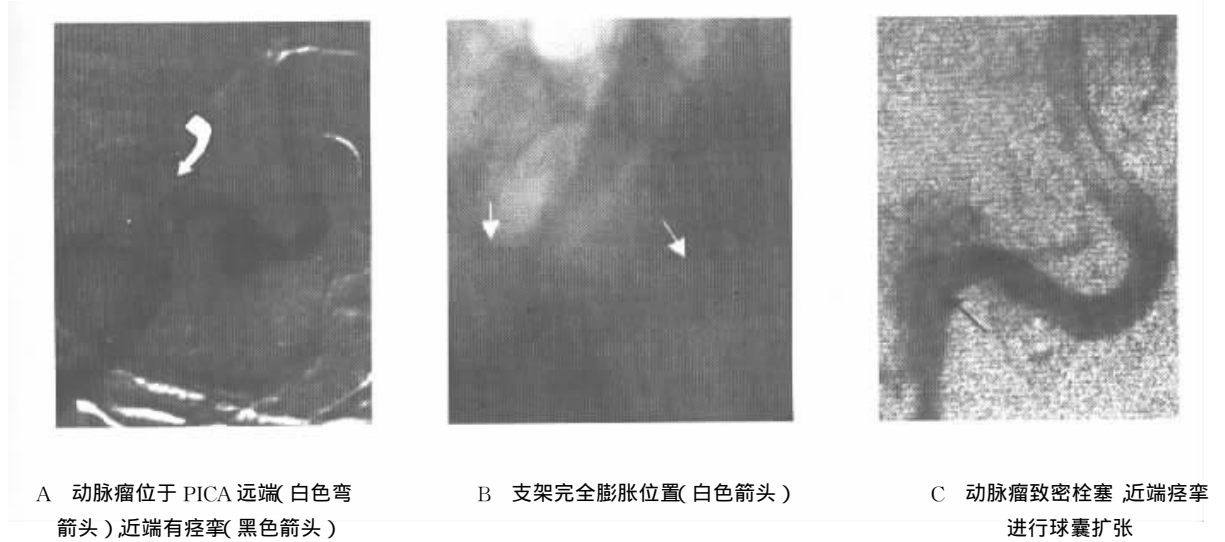 A 动脉瘤位于 PICA 远端( 白色弯
箭头 ),近端有痉挛( 黑色箭头 )
B 支架完全膨胀位置( 白色箭头 )
C 动脉瘤致密栓塞 ,近端痉挛
进行球囊扩张